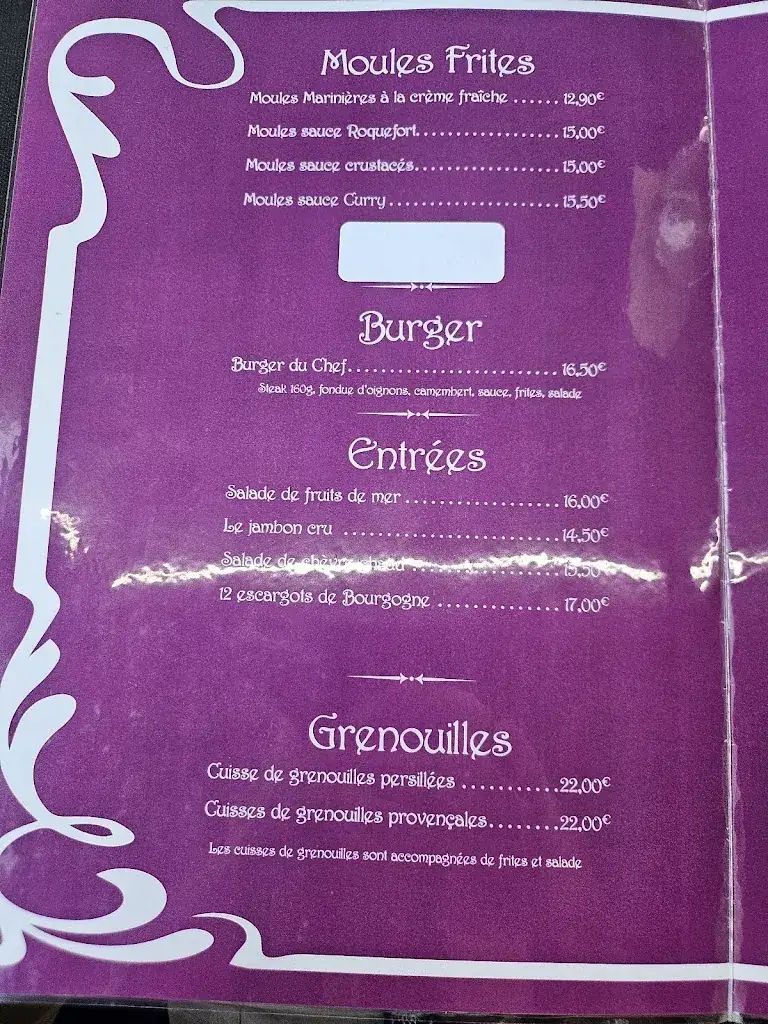 Moules Frites
Moules Marinières à la crème fraîche ...... 12,90€
Moules sauce Roquefort................... 15,00€
Moules sauce crustacés................... 15,00€
Moules sauce Curry....................... 15,50€
Burger
Burger du Chef............................ 16,50€
Steak 160g, fondue d'oignons, camembert, sauce, frites, salade
Entrées
Salade de fruits de mer..................... 16,00€
Le jambon cru ............................. 14,50€
Salade de chèvre chaud
12 escargots de Bourgogne ................ 17,00€
Grenouilles
Cuisse de grenouilles persillées ...........22,00€
Cuisses de grenouilles provençales........22,00€
Les cuisses de grenouilles sont accompagnées de frites et salade